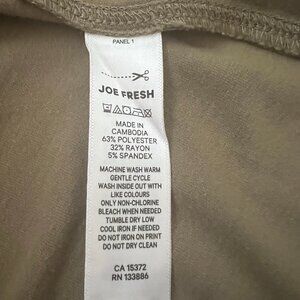 PANEL 1
JOE FRESH
MADE IN
CAMBODIA
63% POLYESTER
32% RAYON
5% SPANDEX
MACHINE WASH WARM
GENTLE CYCLE
WASH INSIDE OUT WITH
LIKE COLOURS
ONLY NON-CHLORINE
BLEACH WHEN NEEDED
TUMBLE DRY LOW
COOL IRON IF NEEDED
DO NOT IRON ON PRINT
DO NOT DRY CLEAN
CA 15372
RN 133886